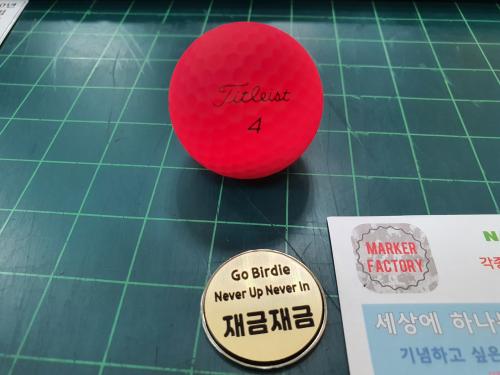 Titleist
4
Go Birdie
Never Up Never In
재금재금
MARKER
FACTORY
N
각
세상에 하나
기념하고 싶은